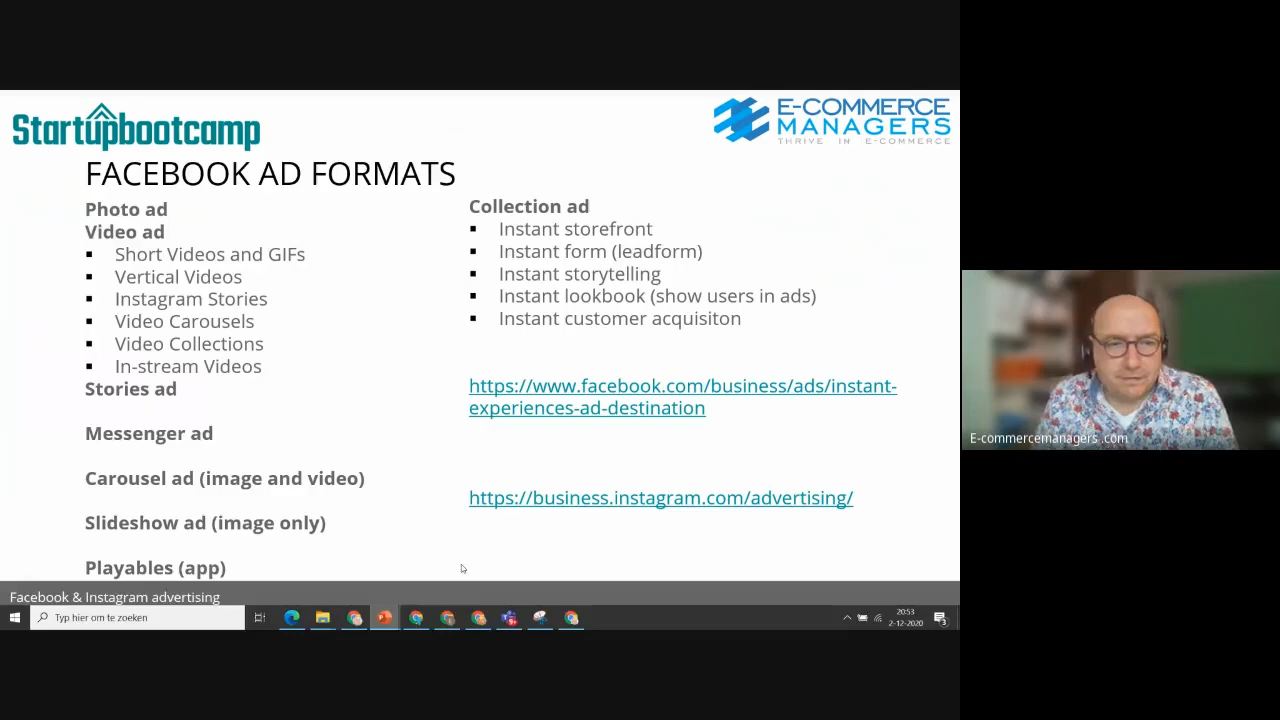 Startupbootcamp
E-COMMERCE
MANAGERS
THRIVE IN E-COMMERCE
FACEBOOK AD FORMATS
Photo ad
Video ad
▪ Short Videos and GIFs
▪ Vertical Videos
▪ Instagram Stories
▪ Video Carousels
▪ Video Collections
▪ In-stream Videos
Stories ad
Messenger ad
Carousel ad (image and video)
Slideshow ad (image only)
Playables (app)
Collection ad
▪ Instant storefront
▪ Instant form (leadform)
▪ Instant storytelling
▪ Instant lookbook (show users in ads)
▪ Instant customer acquisiton
https://www.facebook.com/business/ads/instant-
experiences-ad-destination
https://business.instagram.com/advertising/
E-commercemanagers .com
Facebook & Instagram advertising
Typ hier om te zoeken
20:53
2-12-2020
3